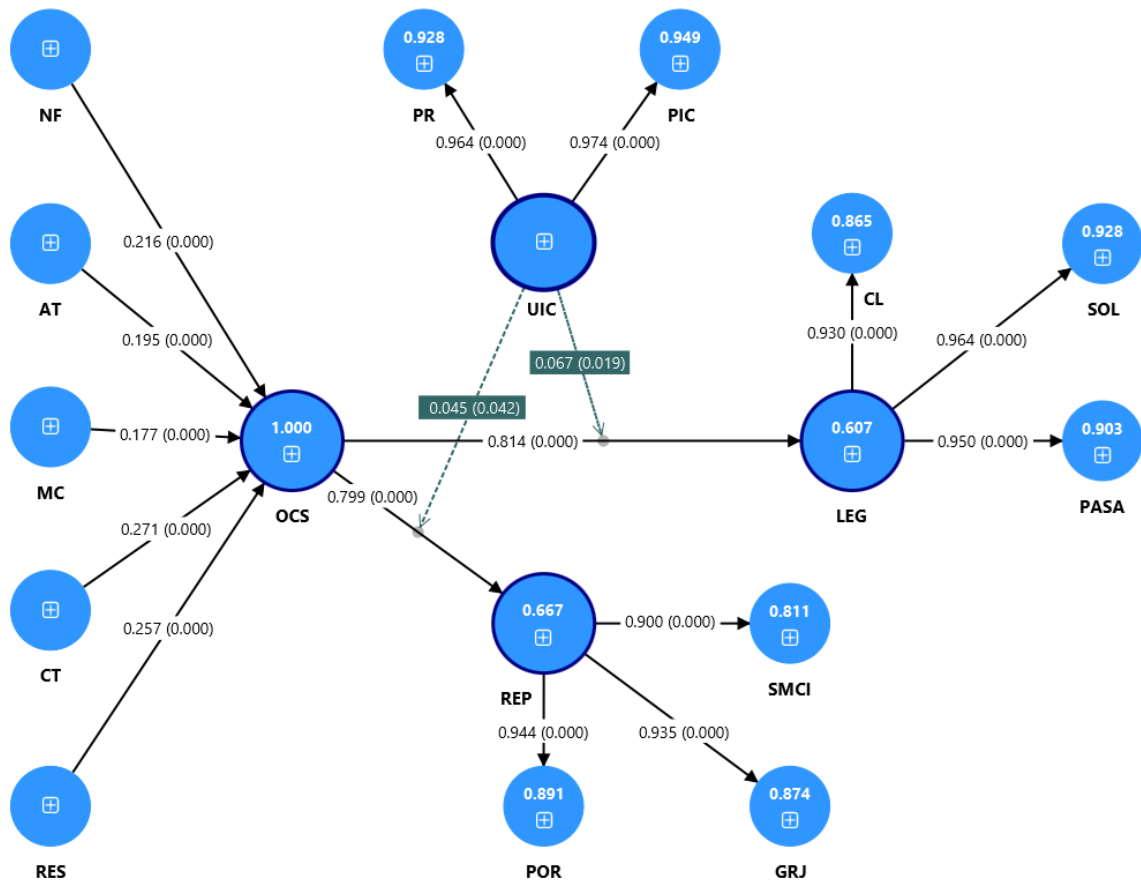 0.928
0.949
NF
PR
PIC
0.964 (0.000)
0.974 (0.000)
0.865
0.928
0.216 (0.000)
AT
UIC
CL
SOL
0.195 (0.000)
0.930 (0.000)
0.964 (0.000)
0.067 (0.019)
0.045 (0.042)
1.000
0.607
0.903
0.177 (0.000)
0.814 (0.000)
0.950 (0.000)
MC
0.799 (0.000)
OCS
LEG
PASA
0.271 (0.000)
0.667
0.811
0.257 (0.000)
0.900 (0.000)
CT
REP
SMCI
0.944 (0.000)
0.935 (0.000)
0.891
0.874
RES
POR
GRJ